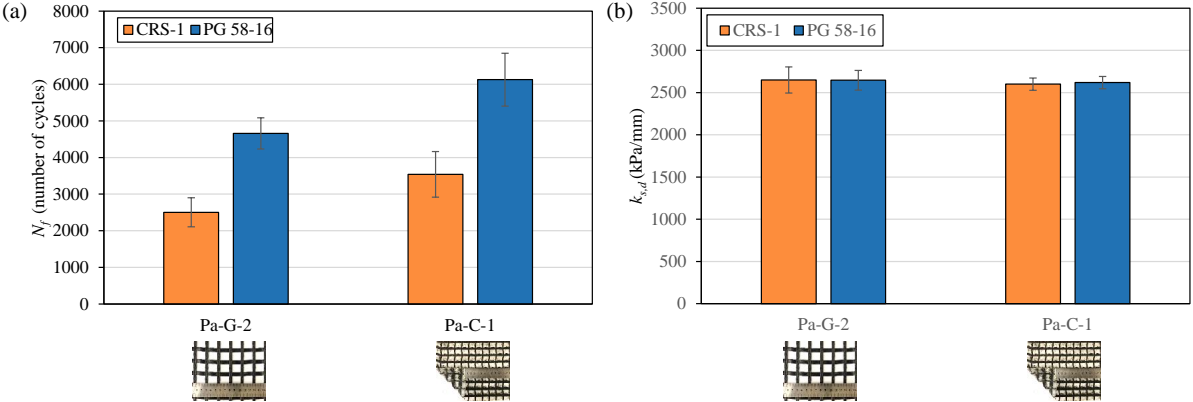 (a)
CRS-1 PG 58-16
N_f (number of cycles)
8000
7000
6000
5000
4000
3000
2000
1000
0
Pa-G-2 Pa-C-1
(b)
CRS-1 PG 58-16
k_{s,d} (kPa/mm)
3500
3000
2500
2000
1500
1000
500
0
Pa-G-2 Pa-C-1